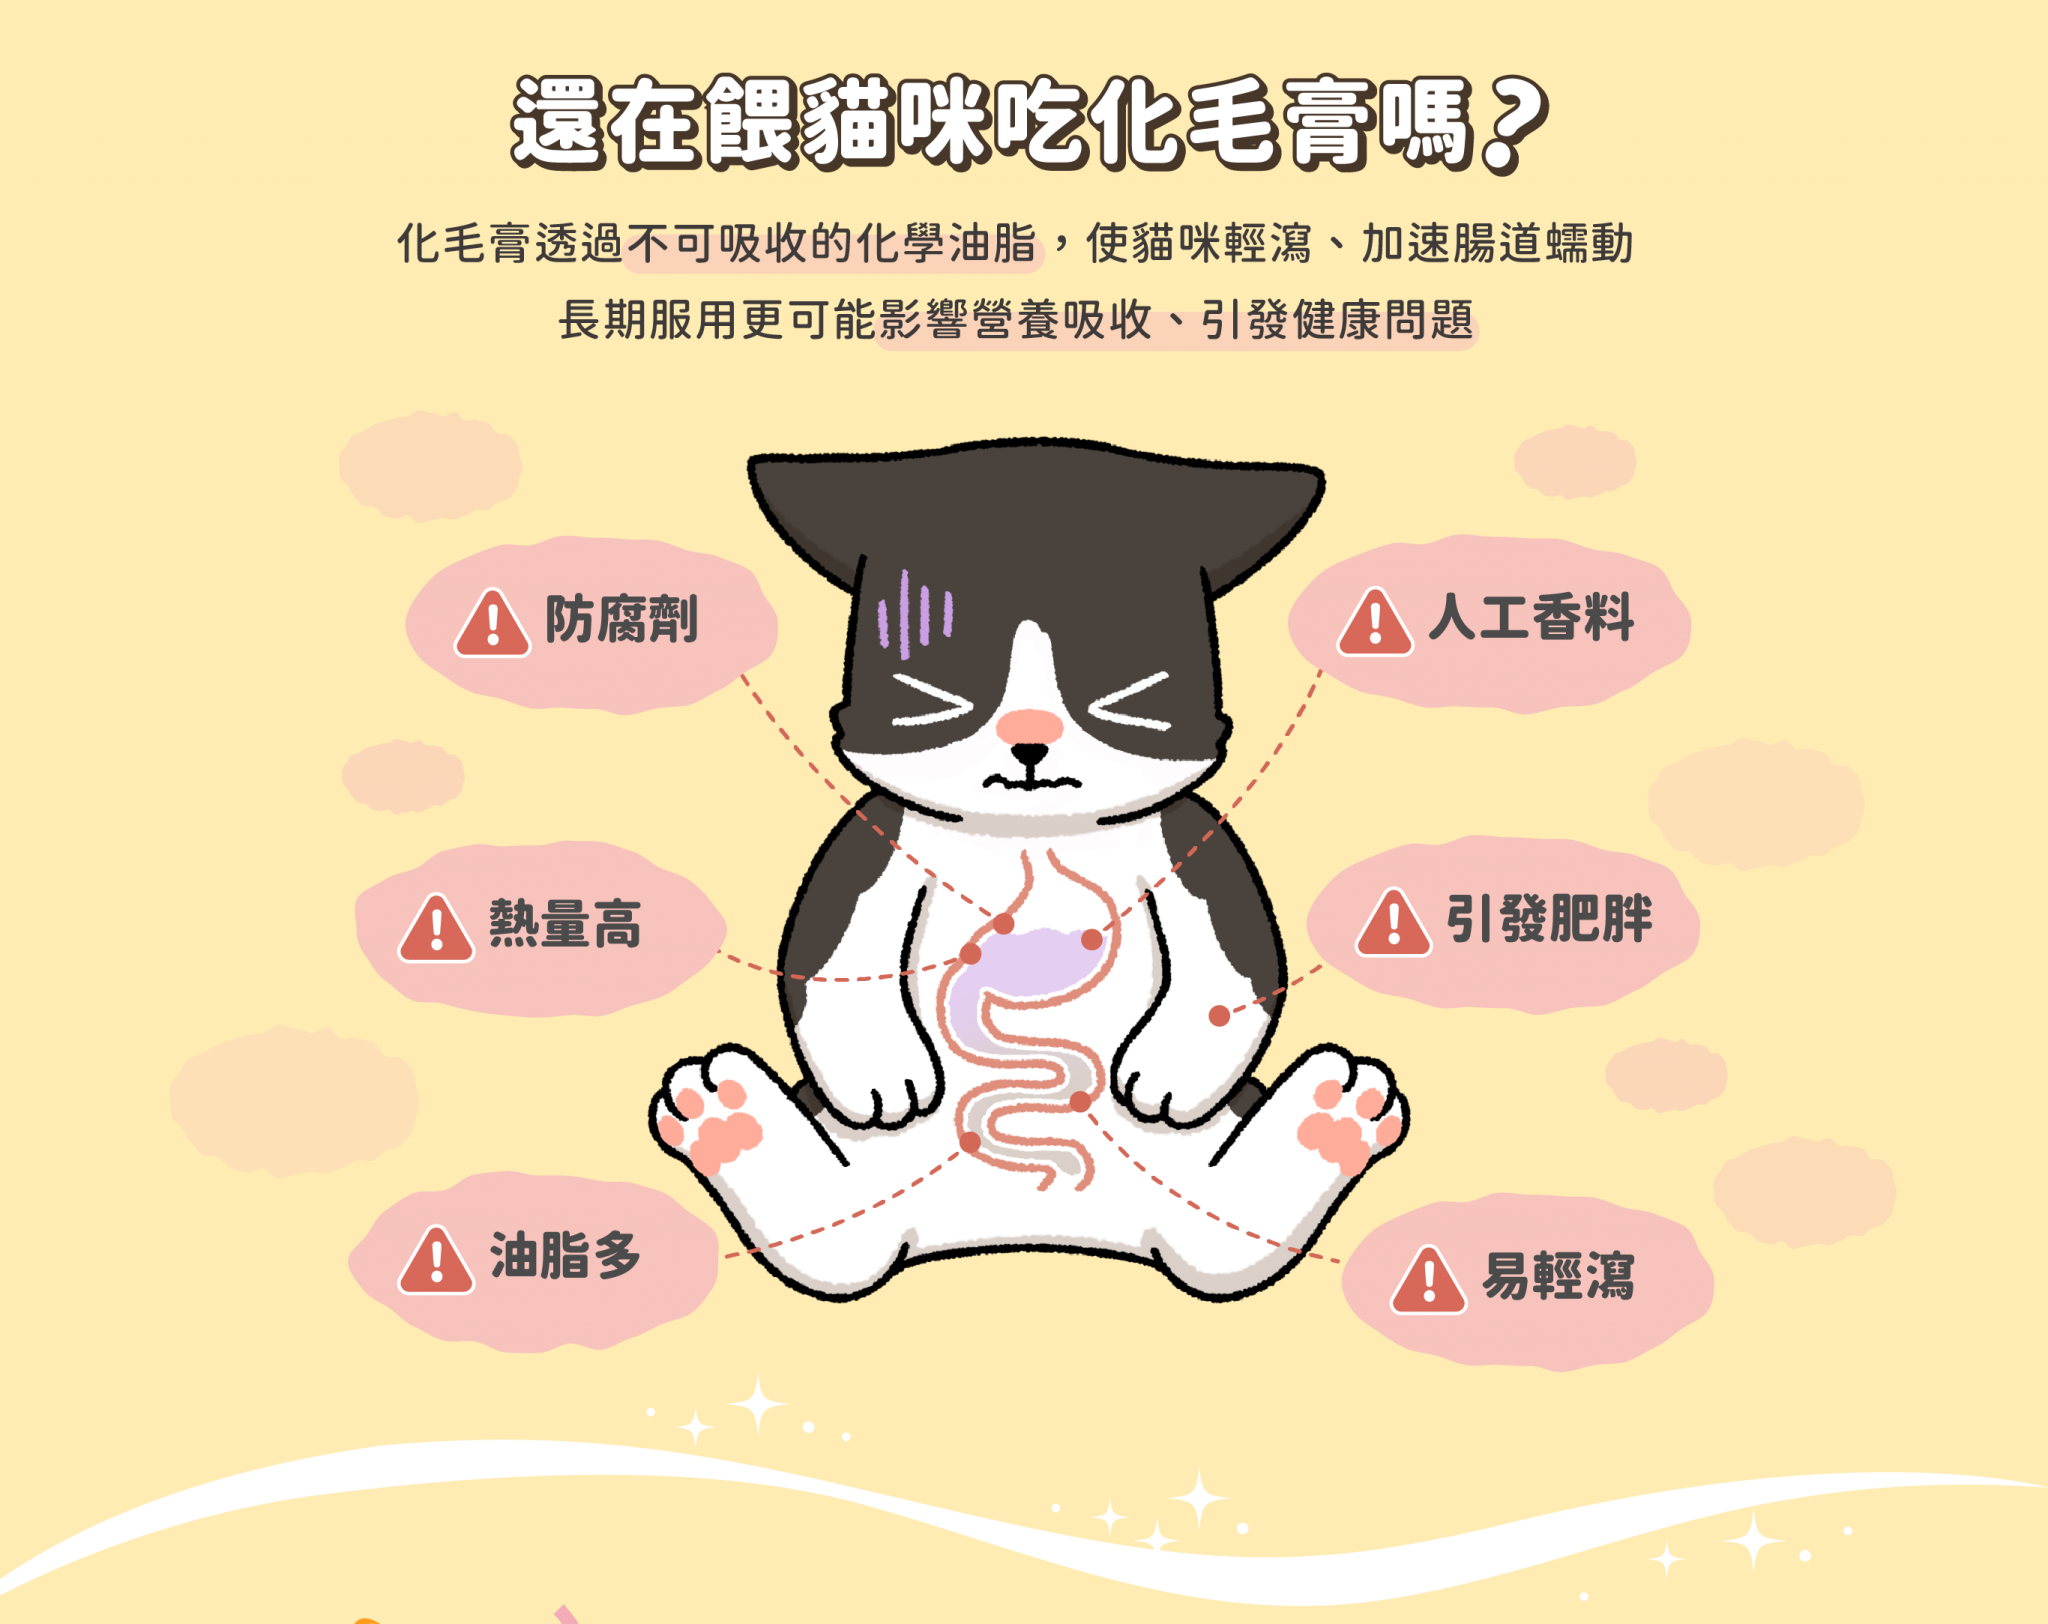 還在餵貓咪吃化毛膏嗎?
化毛膏透過不可吸收的化學油脂，使貓咪輕瀉、加速腸道蠕動
長期服用更可能影響營養吸收、引發健康問題
防腐劑
人工香料
熱量高
引發肥胖
油脂多
易輕瀉